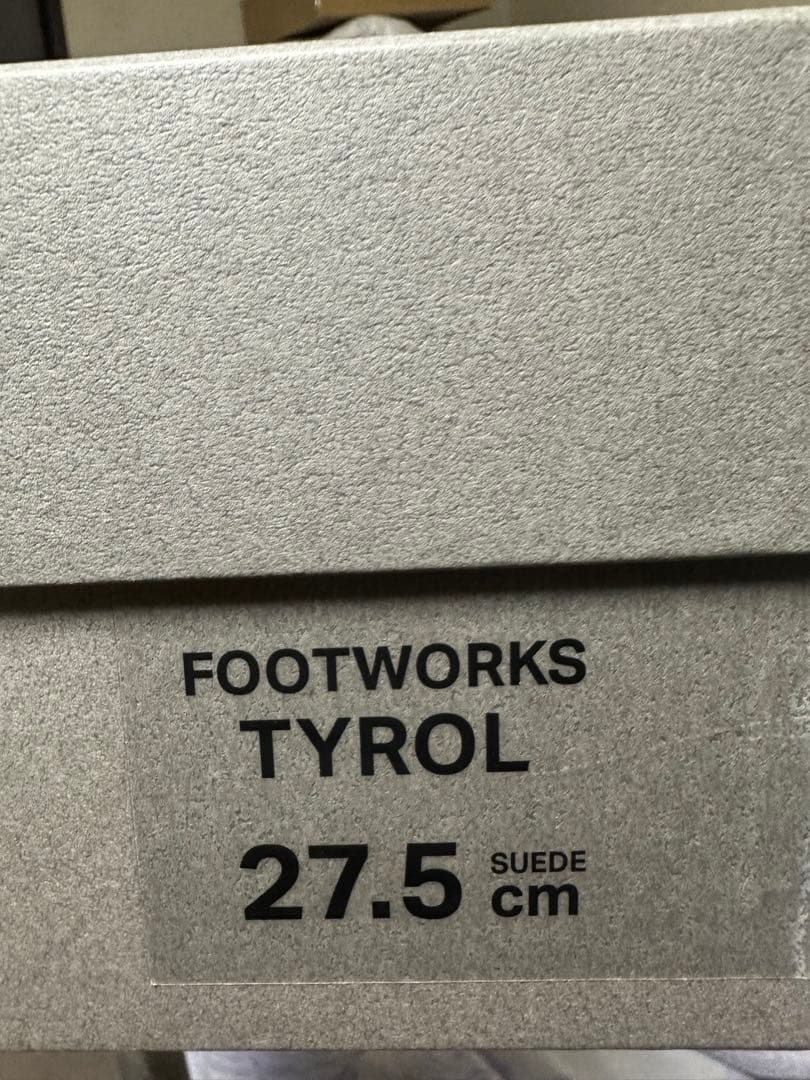 FOOTWORKS
TYROL
27.5 SUEDE
cm